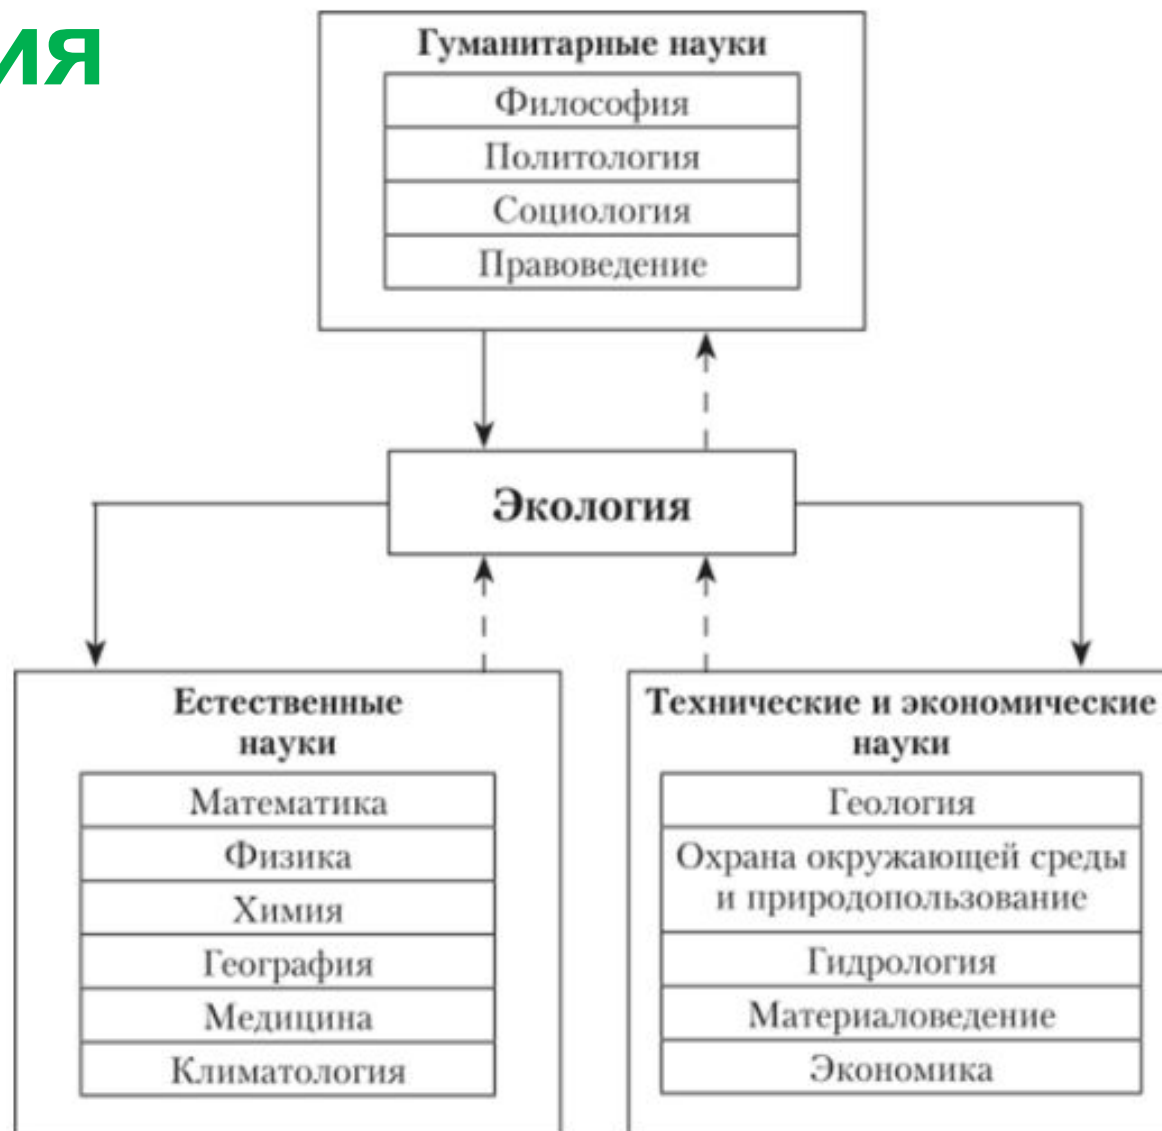 ия
Гуманитарные науки
Философия
Политология
Социология
Правоведение
Экология
Естественные
науки
Математика
Физика
Химия
География
Медицина
Климатология
Технические и экономические
науки
Геология
Охрана окружающей среды
и природопользование
Гидрология
Материаловедение
Экономика